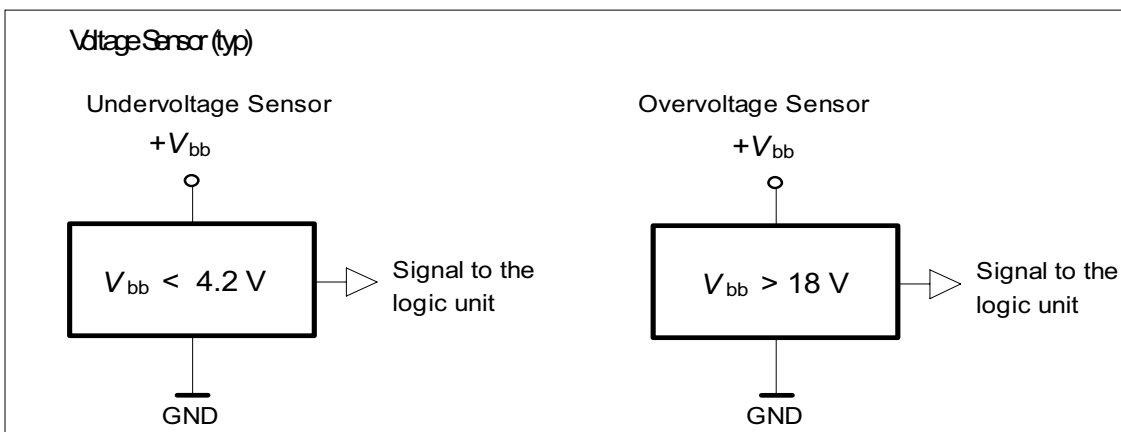 Voltage Sensor (typ)
Undervoltage Sensor
+Vbb
Vbb < 4.2 V
Signal to the
logic unit
GND
Overvoltage Sensor
+Vbb
Vbb > 18 V
Signal to the
logic unit
GND